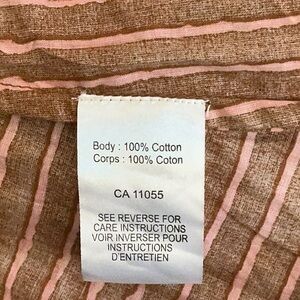 Body : 100% Cotton
Corps : 100% Coton
CA 11055
SEE REVERSE FOR
CARE INSTRUCTIONS
VOIR INVERSER POUR
INSTRUCTIONS
D'ENTRETIEN